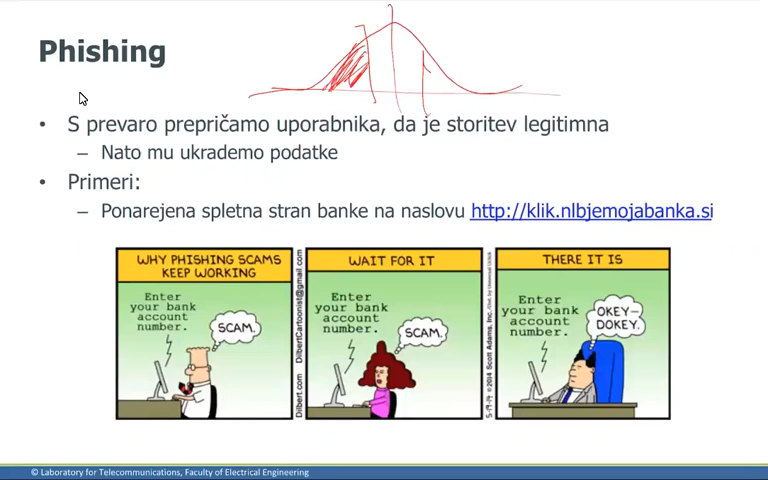 Phishing
• S prevaro prepričamo uporabnika, da je storitev legitimna
– Nato mu ukrademo podatke
• Primeri:
– Ponarejena spletna stran banke na naslovu http://klik.nlbjemojabanka.si
WHY PHISHING SCAMS
KEEP WORKING
Enter
your bank
account
number.
SCAM.
Dilbert.com DilbertCartoonist@gmail.com
WAIT FOR IT
Enter
your bank
account
number.
SCAM.
5-19-14 ©2014 Scott Adams, Inc.
THERE IT IS
Enter
your bank
account
number.
OKEY-
DOKEY.
© Laboratory for Telecommunications, Faculty of Electrical Engineering